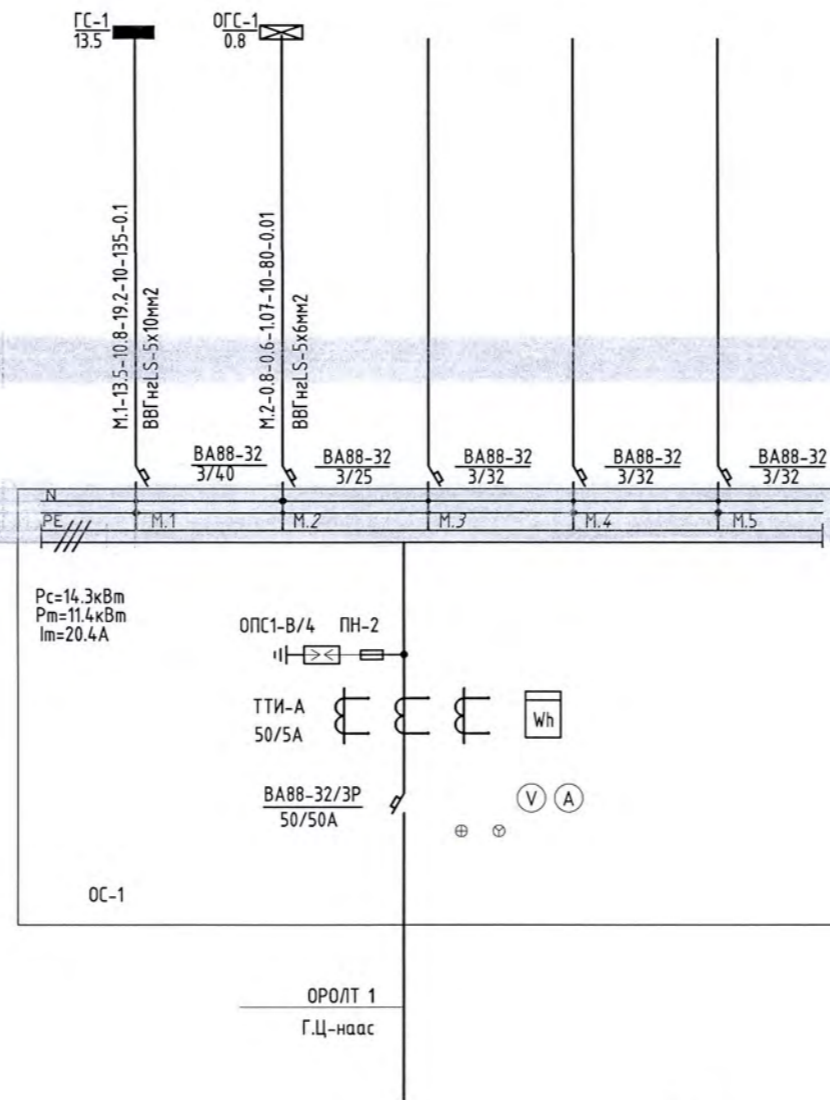 ГС-1
13.5
ОГС-1
0.8
М.1-13.5-10.8-19.2-10-135-0.1
ВВГнгLS-5x10мм2
М.2-0.8-0.6-1.07-10-80-0.01
ВВГнгLS-5x6мм2
ВА88-32
3/40
ВА88-32
3/25
ВА88-32
3/32
ВА88-32
3/32
ВА88-32
3/32
N
PE
М.1
М.2
М.3
М.4
М.5
Pc=14.3кВт
Pm=11.4кВт
Im=20.4А
ОПС1-В/4
ПН-2
ТТИ-А
50/5А
Wh
ВА88-32/3Р
50/50А
V
A
ОС-1
ОРОЛТ 1
Г.Ц-наас